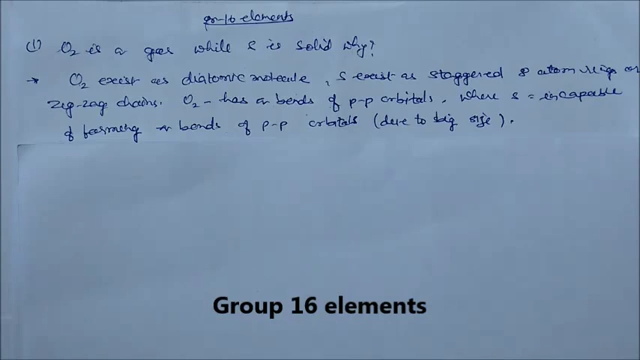 gr-16 elements
(1) O2 is a gas while S is solid why?
→ O2 exist as diatomic molecule, S exist as staggered 8 atom rings or
zig-zag chains. O2 - has π bonds of p-p orbitals, where S = incapable
of forming π bonds of p-p orbitals (due to big size).
Group 16 elements